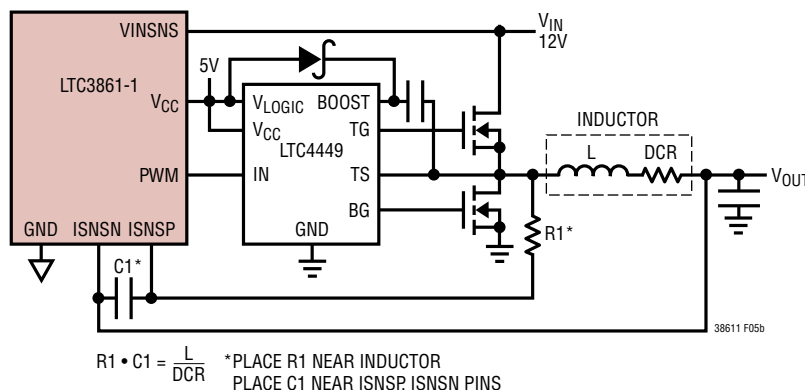 VINSNS
V_IN
12V
5V
LTC3861-1
V_CC
V_LOGIC
BOOST
INDUCTOR
V_CC
TG
LTC4449
L
DCR
PWM
IN
TS
V_OUT
BG
GND
ISNSN
ISNSP
GND
R1*
C1*
38611 F05b
R1 • C1 = L
DCR
*PLACE R1 NEAR INDUCTOR
PLACE C1 NEAR ISNSP, ISNSN PINS